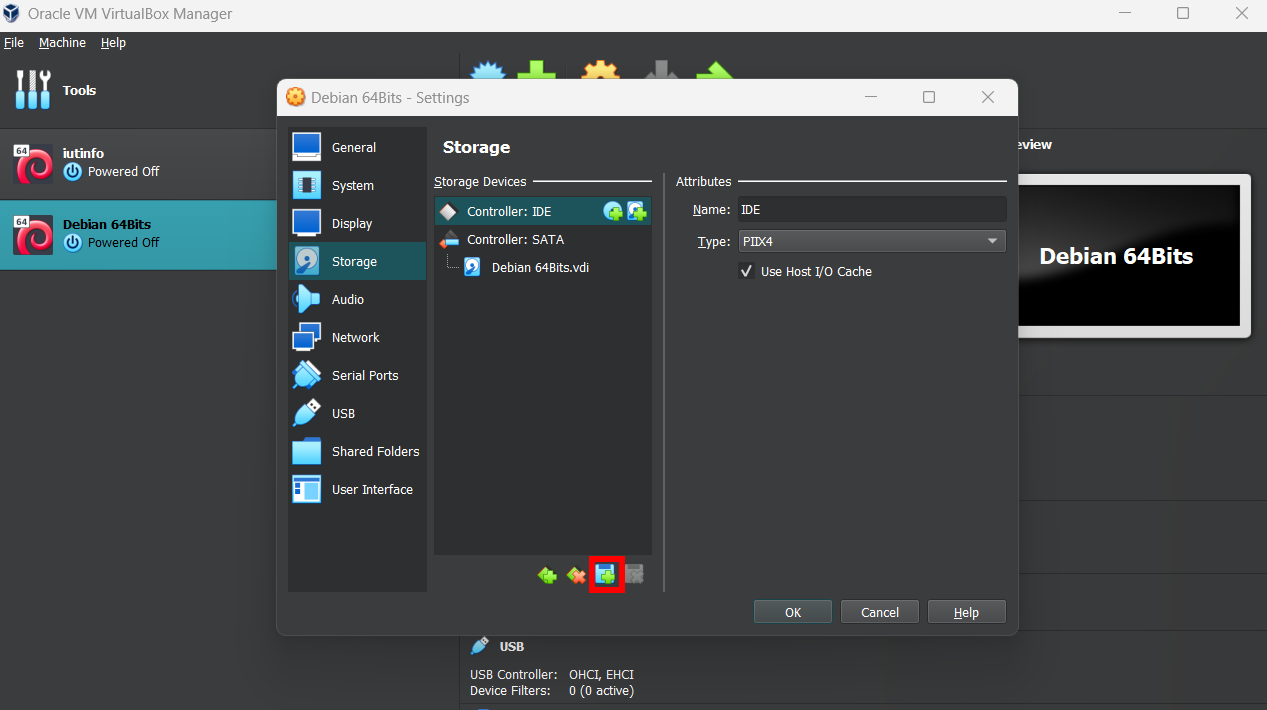 Oracle VM VirtualBox Manager
File Machine Help
Tools
64
iutinfo
Powered Off
64
Debian 64Bits
Powered Off
Debian 64Bits - Settings
General
System
Display
Storage
Audio
Network
Serial Ports
USB
Shared Folders
User Interface
Storage
Storage Devices
Controller: IDE
Controller: SATA
Debian 64Bits.vdi
Attributes
Name: IDE
Type: PIIX4
Use Host I/O Cache
OK Cancel Help
eview
Debian 64Bits
USB
USB Controller: OHCI, EHCI
Device Filters: 0 (0 active)